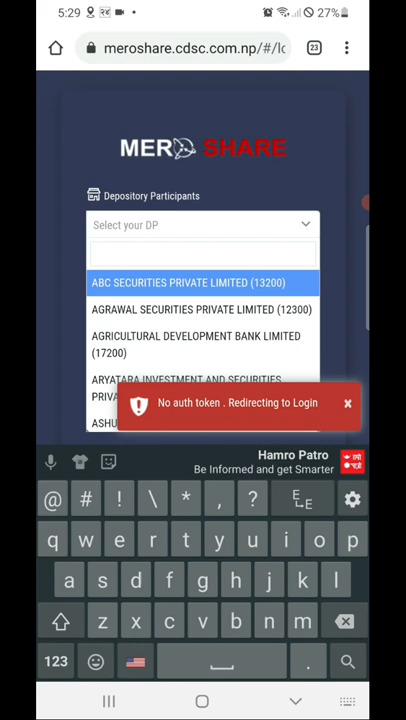 5:29
27%
meroshare.cdsc.com.np/#/lo
23
MERO SHARE
Depository Participants
Select your DP
ABC SECURITIES PRIVATE LIMITED (13200)
AGRAWAL SECURITIES PRIVATE LIMITED (12300)
AGRICULTURAL DEVELOPMENT BANK LIMITED
(17200)
ARYATARA INVESTMENT AND SECURITIES
PRIVA
No auth token . Redirecting to Login ×
ASHU
Hamro Patro
Be Informed and get Smarter
@ # ! \ * , ? E E
q w e r t y u i o p
a s d f g h j k l
z x c v b n m
123 .